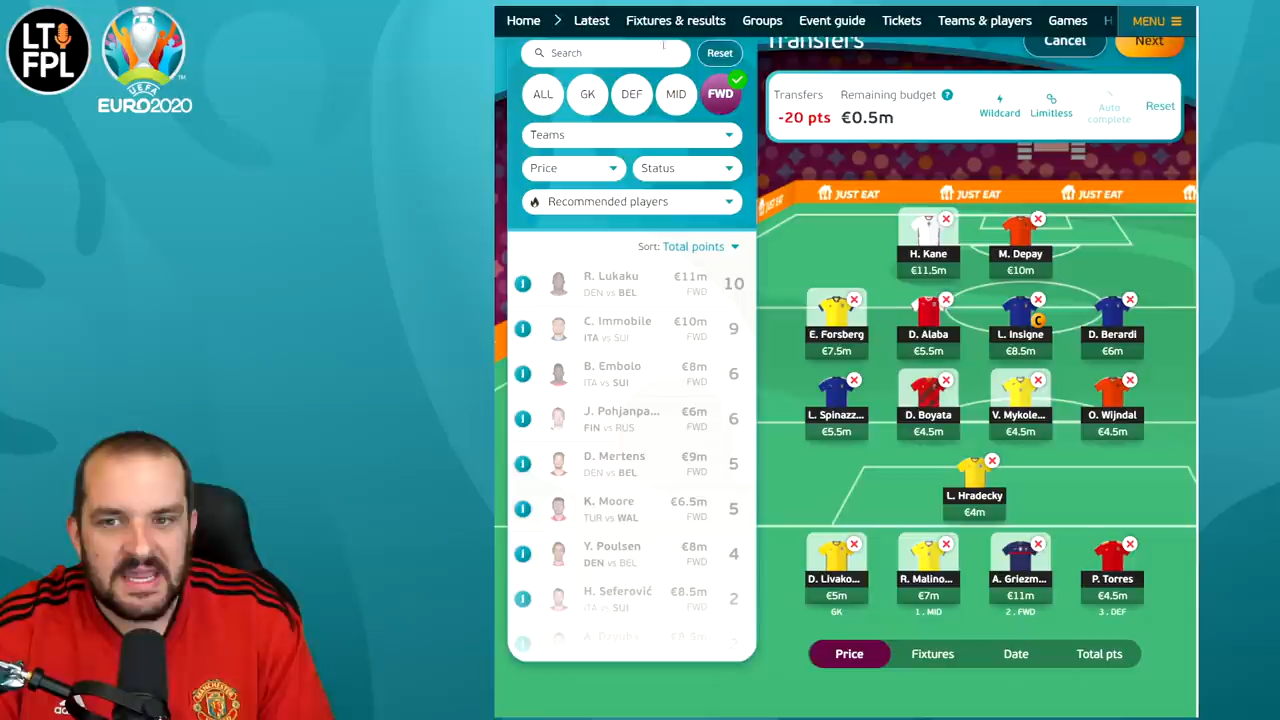 LT
FPL
UEFA
EURO2020
Home > Latest Fixtures & results Groups Event guide Tickets Teams & players Games H MENU
Search
Reset
ALL
GK
DEF
MID
FWD
Teams
Price
Status
Recommended players
Sort: Total points
R. Lukaku €11m 10
DEN vs BEL FWD
C. Immobile €10m 9
ITA vs SUI FWD
B. Embolo €8m 6
ITA vs SUI FWD
J. Pohjanpa... €6m 6
FIN vs RUS FWD
D. Mertens €9m 5
DEN vs BEL FWD
K. Moore €6.5m 5
TUR vs WAL FWD
Y. Poulsen €8m 4
DEN vs BEL FWD
H. Seferović €8.5m 2
ITA vs SUI FWD
A. Dzyuba €8.5m 2
Transfers
Cancel
Next
Transfers
-20 pts
Remaining budget ?
€0.5m
Wildcard
Limitless
Auto complete
Reset
JUST EAT JUST EAT JUST EAT
H. Kane M. Depay
€11.5m €10m
E. Forsberg D. Alaba L. Insigne D. Berardi
C
€7.5m €5.5m €8.5m €6m
L. Spinazz... D. Boyata V. Mykole... O. Wijndal
€5.5m €4.5m €4.5m €4.5m
L. Hradecky
€4m
D. Livako... R. Malino... A. Griezm... P. Torres
€5m €7m €11m €4.5m
GK 1. MID 2. FWD 3. DEF
Price Fixtures Date Total pts
MANCHESTER